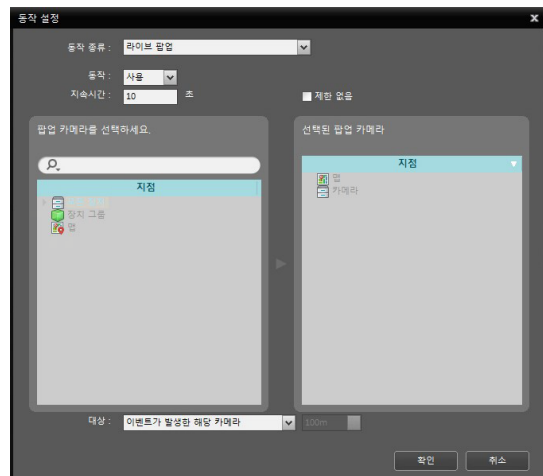 동작 설정
동작 종류 : 라이브 팝업
동작 : 사용
지속시간 : 10 초 제한 없음
팝업 카메라를 선택하세요.
선택된 팝업 카메라
지점
장치 그룹
맵
지점
맵
카메라
대상 : 이벤트가 발생한 해당 카메라 100m
확인 취소